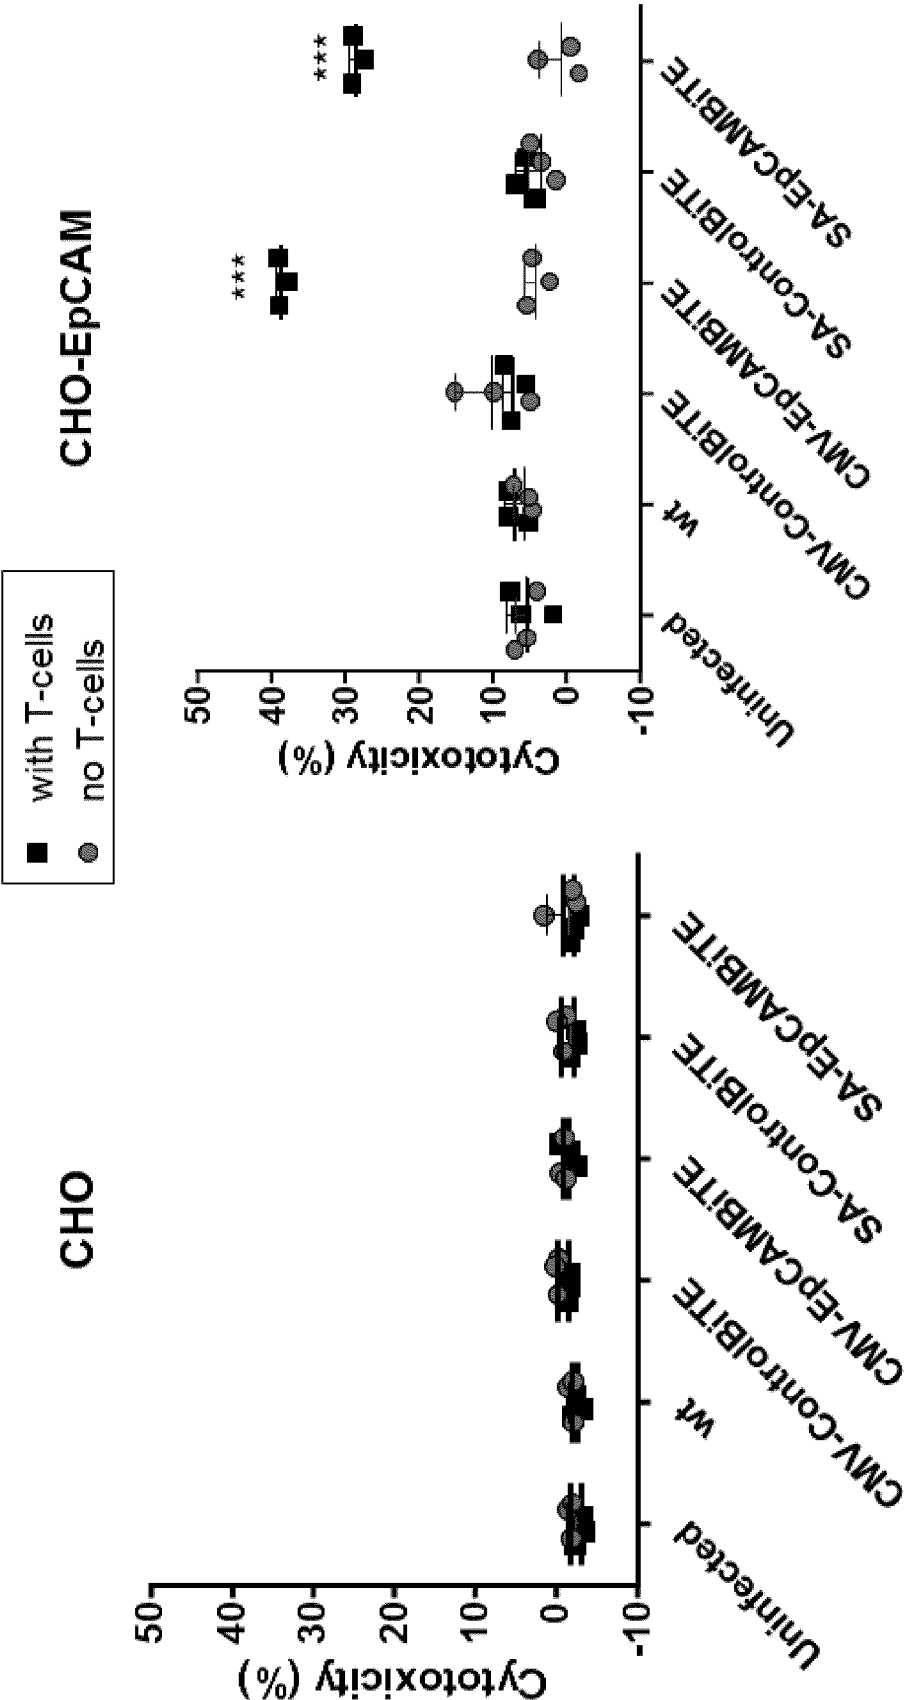 with T-cells
no T-cells
CHO
Cytotoxicity (%)
50
40
30
20
10
0
-10
Uninfected
wt
CMV-ControlBiTE
CMV-EpCAMBiTE
SA-ControlBiTE
SA-EpCAMBiTE
CHO-EpCAM
Cytotoxicity (%)
50
40
30
20
10
0
-10
***
***
Uninfected
wt
CMV-ControlBiTE
CMV-EpCAMBiTE
SA-ControlBiTE
SA-EpCAMBiTE